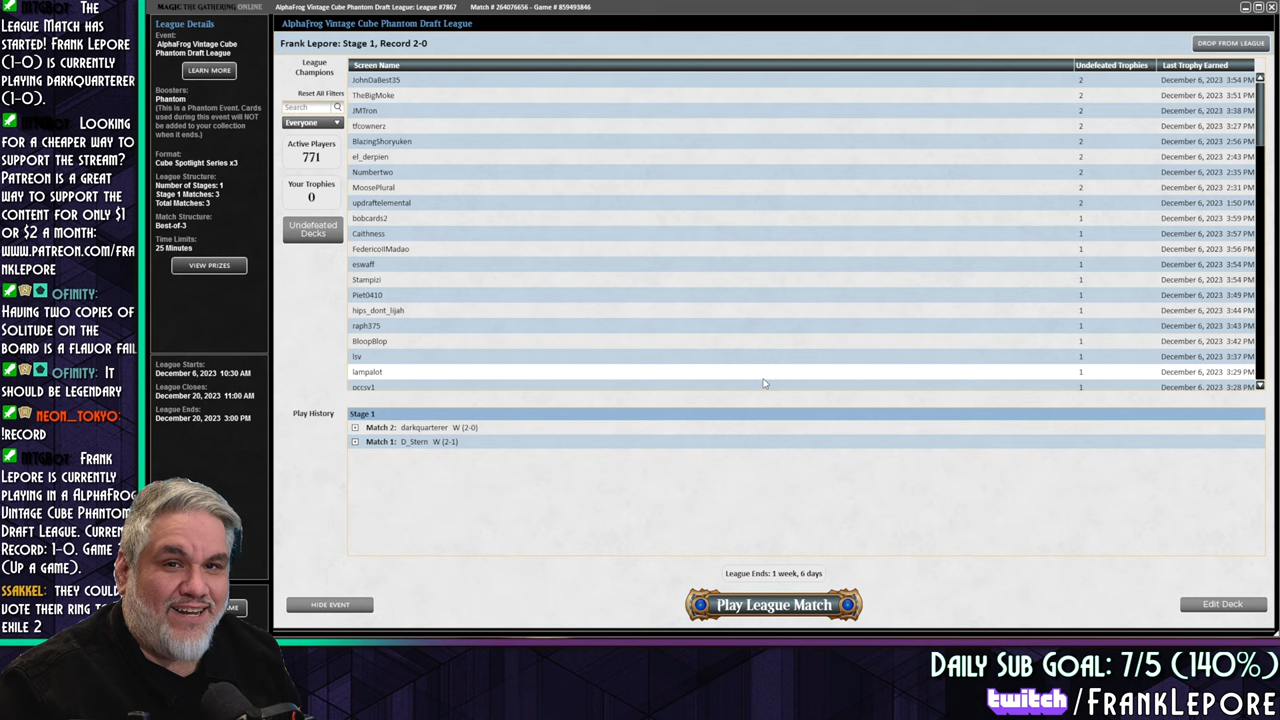 MTGBot: The
League Match has
started! Frank Lepore
(1-0) is currently
playing darkquarterer
(1-0).
MTGBot: Looking
for a cheaper way to
support the stream?
Patreon is a great
way to support the
content for only $1
or $2 a month:
www.patreon.com/fra
nklepore
Ofinity:
Having two copies of
Solitude on the
board is a flavor fail
Ofinity: It
should be legendary
neon_tokyo:
!record
MTGBot: Frank
Lepore is currently
playing in a AlphaFrog
Vintage Cube Phantom
Draft League. Current
Record: 1-0. Game
(Up a game).
ssakkel: they could
vote their ring to
exile 2
MAGIC THE GATHERING ONLINE
AlphaFrog Vintage Cube Phantom Draft League: League #7867
Match # 264076656 - Game # 859493846
League Details
Event:
AlphaFrog Vintage Cube
Phantom Draft League
LEARN MORE
Boosters:
Phantom
(This is a Phantom Event. Cards
used during this event will NOT
be added to your collection
when it ends.)
Format:
Cube Spotlight Series x3
League Structure:
Number of Stages: 1
Stage 1 Matches: 3
Total Matches: 3
Match Structure:
Best-of-3
Time Limits:
25 Minutes
VIEW PRIZES
League Starts:
December 6, 2023 10:30 AM
League Closes:
December 20, 2023 11:00 AM
League Ends:
December 20, 2023 3:00 PM
AlphaFrog Vintage Cube Phantom Draft League
Frank Lepore: Stage 1, Record 2-0
DROP FROM LEAGUE
League
Champions
Reset All Filters
Search
Everyone
Active Players
771
Your Trophies
0
Undefeated
Decks
Screen Name Undefeated Trophies Last Trophy Earned
JohnDaBest35 2 December 6, 2023 3:54 PM
TheBigMoke 2 December 6, 2023 3:51 PM
JMTron 2 December 6, 2023 3:38 PM
tfcownerz 2 December 6, 2023 3:27 PM
BlazingShoryuken 2 December 6, 2023 2:56 PM
el_derpien 2 December 6, 2023 2:43 PM
Numbertwo 2 December 6, 2023 2:35 PM
MoosePlural 2 December 6, 2023 2:31 PM
updraftelemental 2 December 6, 2023 1:50 PM
bobcards2 1 December 6, 2023 3:59 PM
Caithness 1 December 6, 2023 3:57 PM
FedericoIIMadao 1 December 6, 2023 3:56 PM
eswaff 1 December 6, 2023 3:54 PM
Stampizi 1 December 6, 2023 3:54 PM
Piet0410 1 December 6, 2023 3:49 PM
hips_dont_lijah 1 December 6, 2023 3:44 PM
raph375 1 December 6, 2023 3:43 PM
BloopBlop 1 December 6, 2023 3:42 PM
lsv 1 December 6, 2023 3:37 PM
lampalot 1 December 6, 2023 3:29 PM
pccsv1 1 December 6, 2023 3:28 PM
Play History
Stage 1
Match 2: darkquarterer W (2-0)
Match 1: D_Stern W (2-1)
League Ends: 1 week, 6 days
HIDE EVENT
Play League Match
Edit Deck
Daily Sub Goal: 7/5 (140%)
twitch/FrankLepore